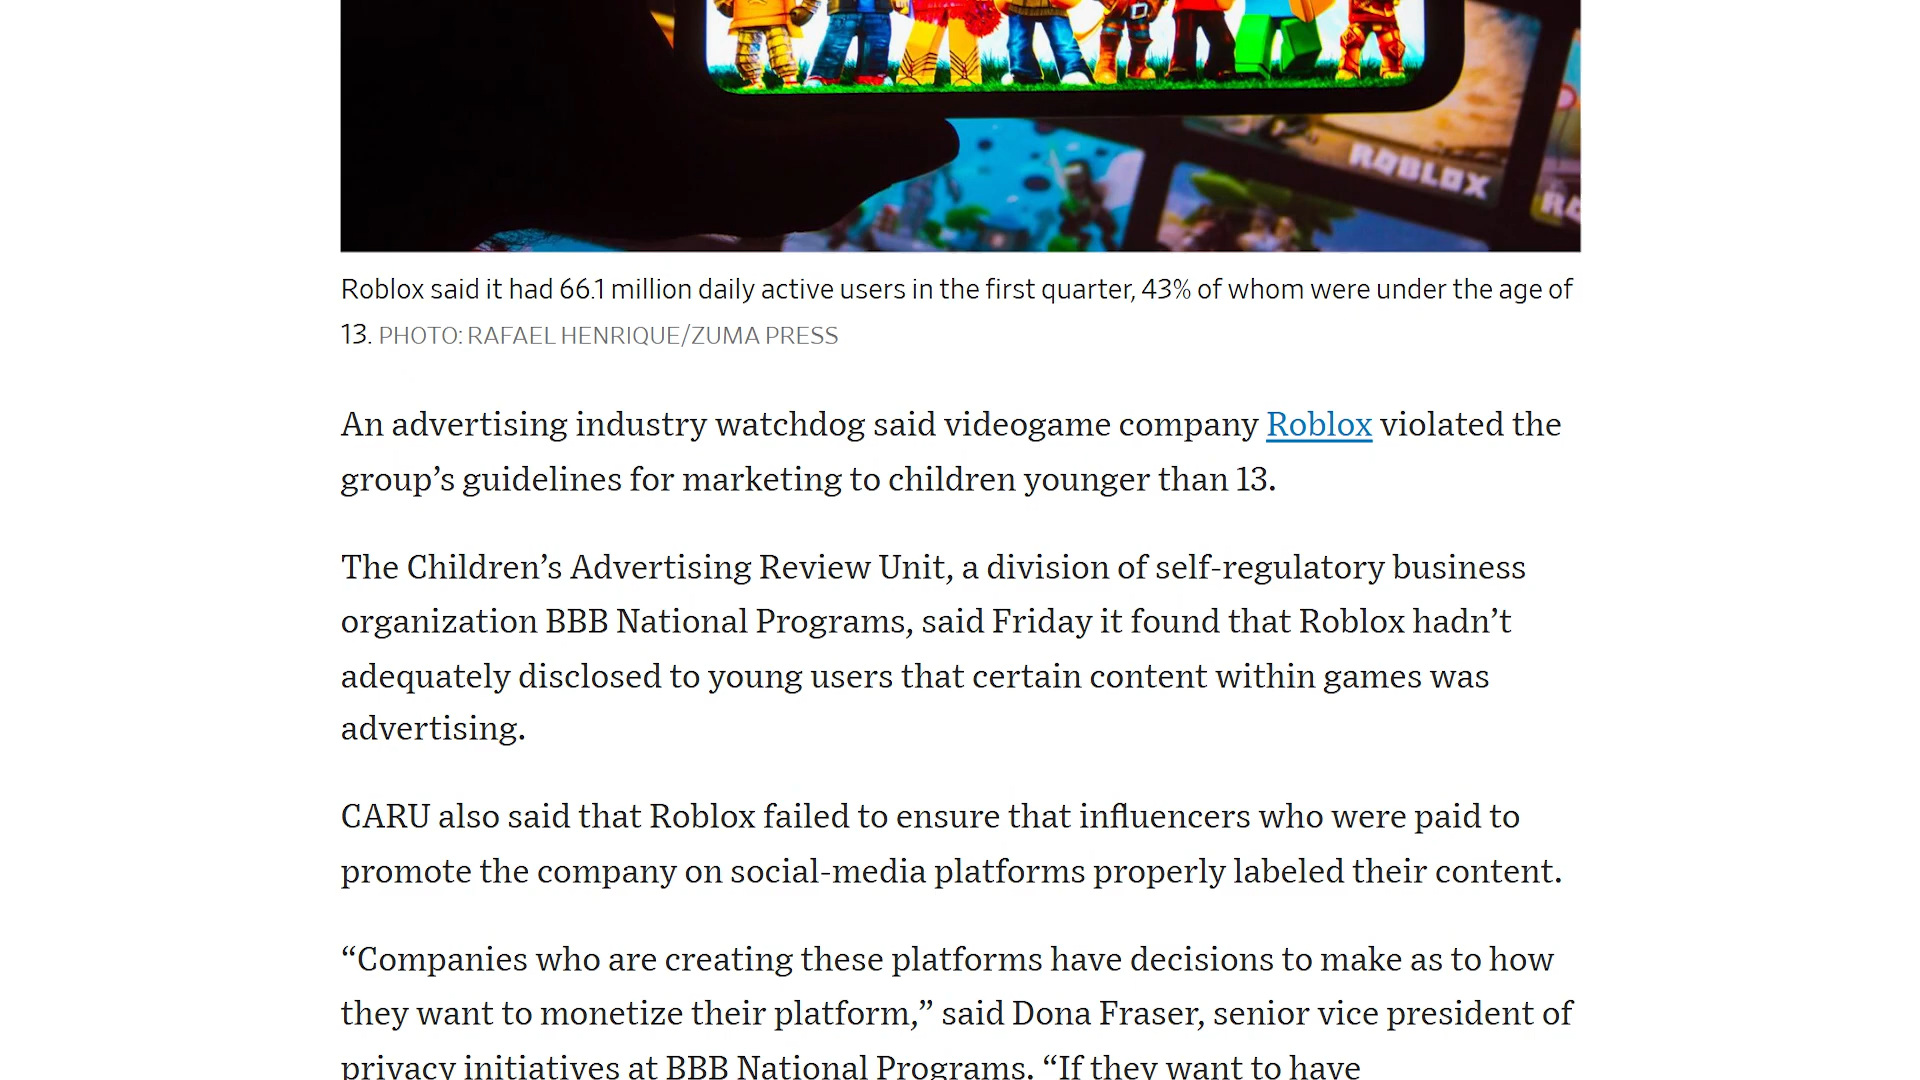 ROBLOX
Roblox said it had 66.1 million daily active users in the first quarter, 43% of whom were under the age of
13. PHOTO: RAFAEL HENRIQUE/ZUMA PRESS
An advertising industry watchdog said videogame company Roblox violated the
group’s guidelines for marketing to children younger than 13.
The Children’s Advertising Review Unit, a division of self-regulatory business
organization BBB National Programs, said Friday it found that Roblox hadn’t
adequately disclosed to young users that certain content within games was
advertising.
CARU also said that Roblox failed to ensure that influencers who were paid to
promote the company on social-media platforms properly labeled their content.
“Companies who are creating these platforms have decisions to make as to how
they want to monetize their platform,” said Dona Fraser, senior vice president of
privacy initiatives at BBB National Programs. “If they want to have